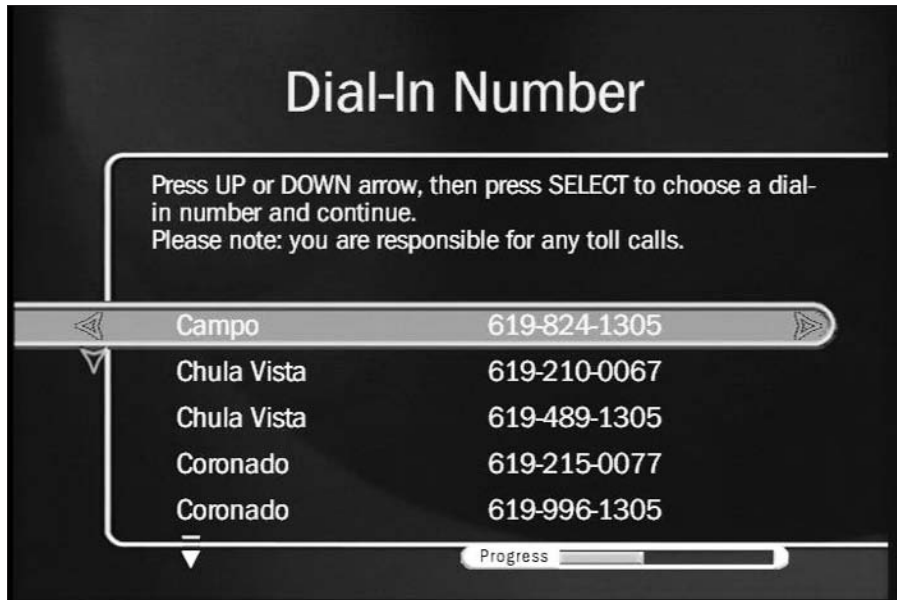 Dial-In Number
Press UP or DOWN arrow, then press SELECT to choose a dial-
in number and continue.
Please note: you are responsible for any toll calls.
Campo 619-824-1305
Chula Vista 619-210-0067
Chula Vista 619-489-1305
Coronado 619-215-0077
Coronado 619-996-1305
Progress